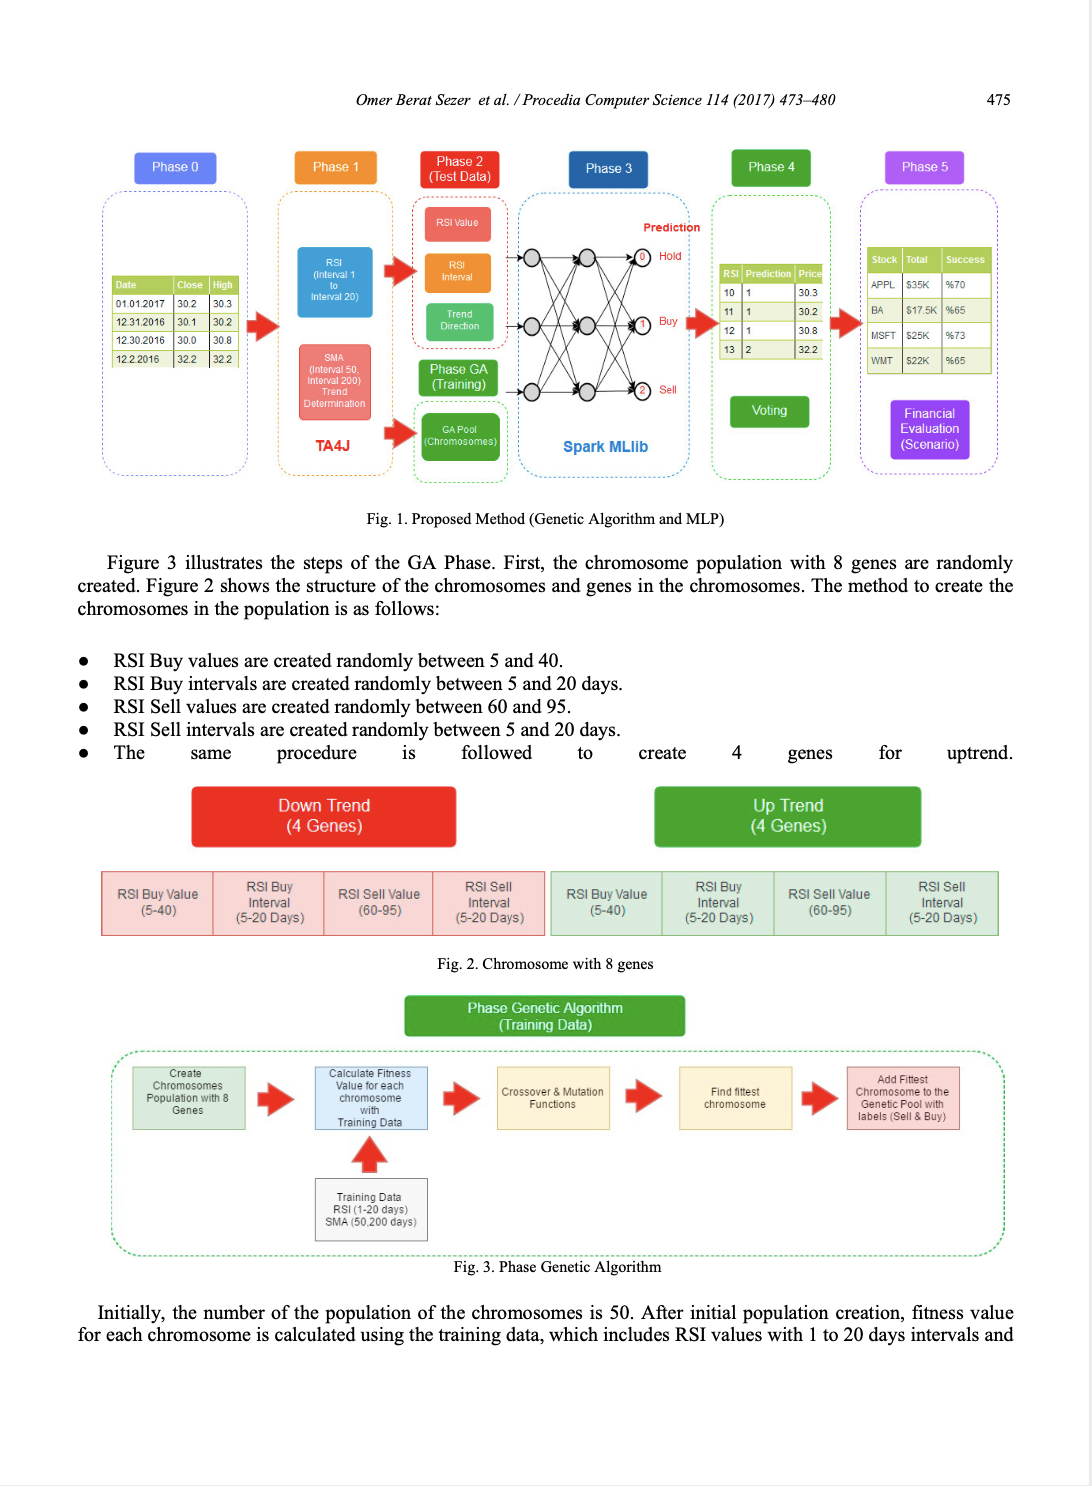 Omer Berat Sezer et al. / Procedia Computer Science 114 (2017) 473–480
475
Phase 0
Phase 1
Phase 2
(Test Data)
Phase 3
Phase 4
Phase 5
Date Close High
01.01.2017 30.2 30.3
12.31.2016 30.1 30.2
12.30.2016 30.0 30.8
12.2.2016 32.2 32.2
RSI
(Interval 1
to
Interval 20)
SMA
(Interval 50,
Interval 200)
Trend
Determination
TA4J
RSI Value
RSI
Interval
Trend
Direction
Phase GA
(Training)
GA Pool
(Chromosomes)
Prediction
0 Hold
1 Buy
2 Sell
Spark MLlib
RSI Prediction Price
10 1 30.3
11 1 30.2
12 1 30.8
13 2 32.2
Voting
Stock Total Success
APPL $35K %70
BA $17.5K %65
MSFT $25K %73
WMT $22K %65
Financial
Evaluation
(Scenario)
Fig. 1. Proposed Method (Genetic Algorithm and MLP)
Figure 3 illustrates the steps of the GA Phase. First, the chromosome population with 8 genes are randomly
created. Figure 2 shows the structure of the chromosomes and genes in the chromosomes. The method to create the
chromosomes in the population is as follows:
● RSI Buy values are created randomly between 5 and 40.
● RSI Buy intervals are created randomly between 5 and 20 days.
● RSI Sell values are created randomly between 60 and 95.
● RSI Sell intervals are created randomly between 5 and 20 days.
● The same procedure is followed to create 4 genes for uptrend.
Down Trend
(4 Genes)
Up Trend
(4 Genes)
RSI Buy Value
(5-40)
RSI Buy
Interval
(5-20 Days)
RSI Sell Value
(60-95)
RSI Sell
Interval
(5-20 Days)
RSI Buy Value
(5-40)
RSI Buy
Interval
(5-20 Days)
RSI Sell Value
(60-95)
RSI Sell
Interval
(5-20 Days)
Fig. 2. Chromosome with 8 genes
Phase Genetic Algorithm
(Training Data)
Create
Chromosomes
Population with 8
Genes
Calculate Fitness
Value for each
chromosome
with
Training Data
Crossover & Mutation
Functions
Find fittest
chromosome
Add Fittest
Chromosome to the
Genetic Pool with
labels (Sell & Buy)
Training Data
RSI (1-20 days)
SMA (50,200 days)
Fig. 3. Phase Genetic Algorithm
Initially, the number of the population of the chromosomes is 50. After initial population creation, fitness value
for each chromosome is calculated using the training data, which includes RSI values with 1 to 20 days intervals and